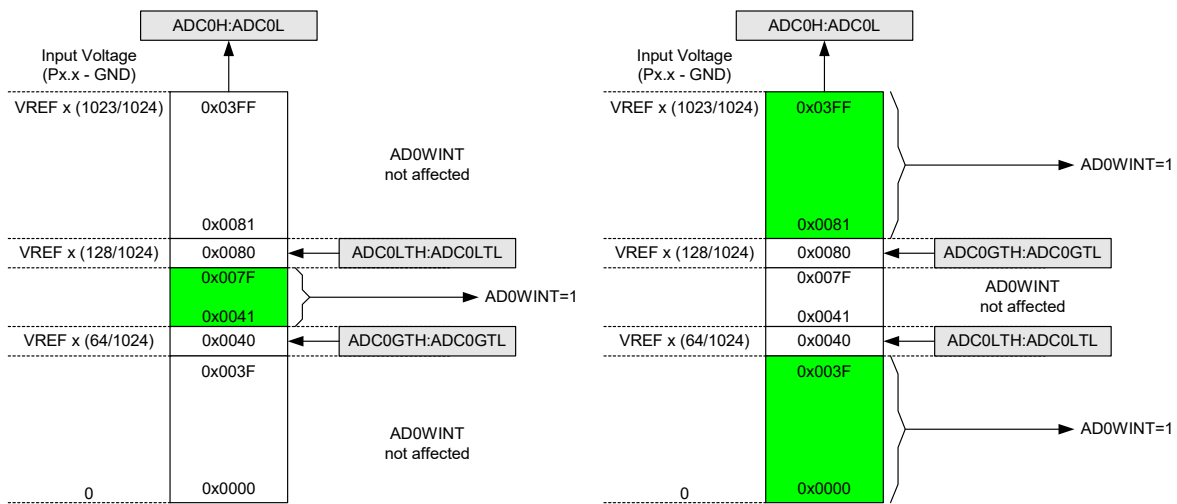 ADC0H:ADC0L
Input Voltage
(Px.x - GND)
VREF x (1023/1024)
0x03FF
AD0WINT
not affected
0x0081
VREF x (128/1024)
0x0080
ADC0LTH:ADC0LTL
0x007F
AD0WINT=1
0x0041
VREF x (64/1024)
0x0040
ADC0GTH:ADC0GTL
0x003F
AD0WINT
not affected
0
0x0000
ADC0H:ADC0L
Input Voltage
(Px.x - GND)
VREF x (1023/1024)
0x03FF
AD0WINT=1
0x0081
VREF x (128/1024)
0x0080
ADC0GTH:ADC0GTL
0x007F
AD0WINT
not affected
0x0041
VREF x (64/1024)
0x0040
ADC0LTH:ADC0LTL
0x003F
AD0WINT=1
0
0x0000